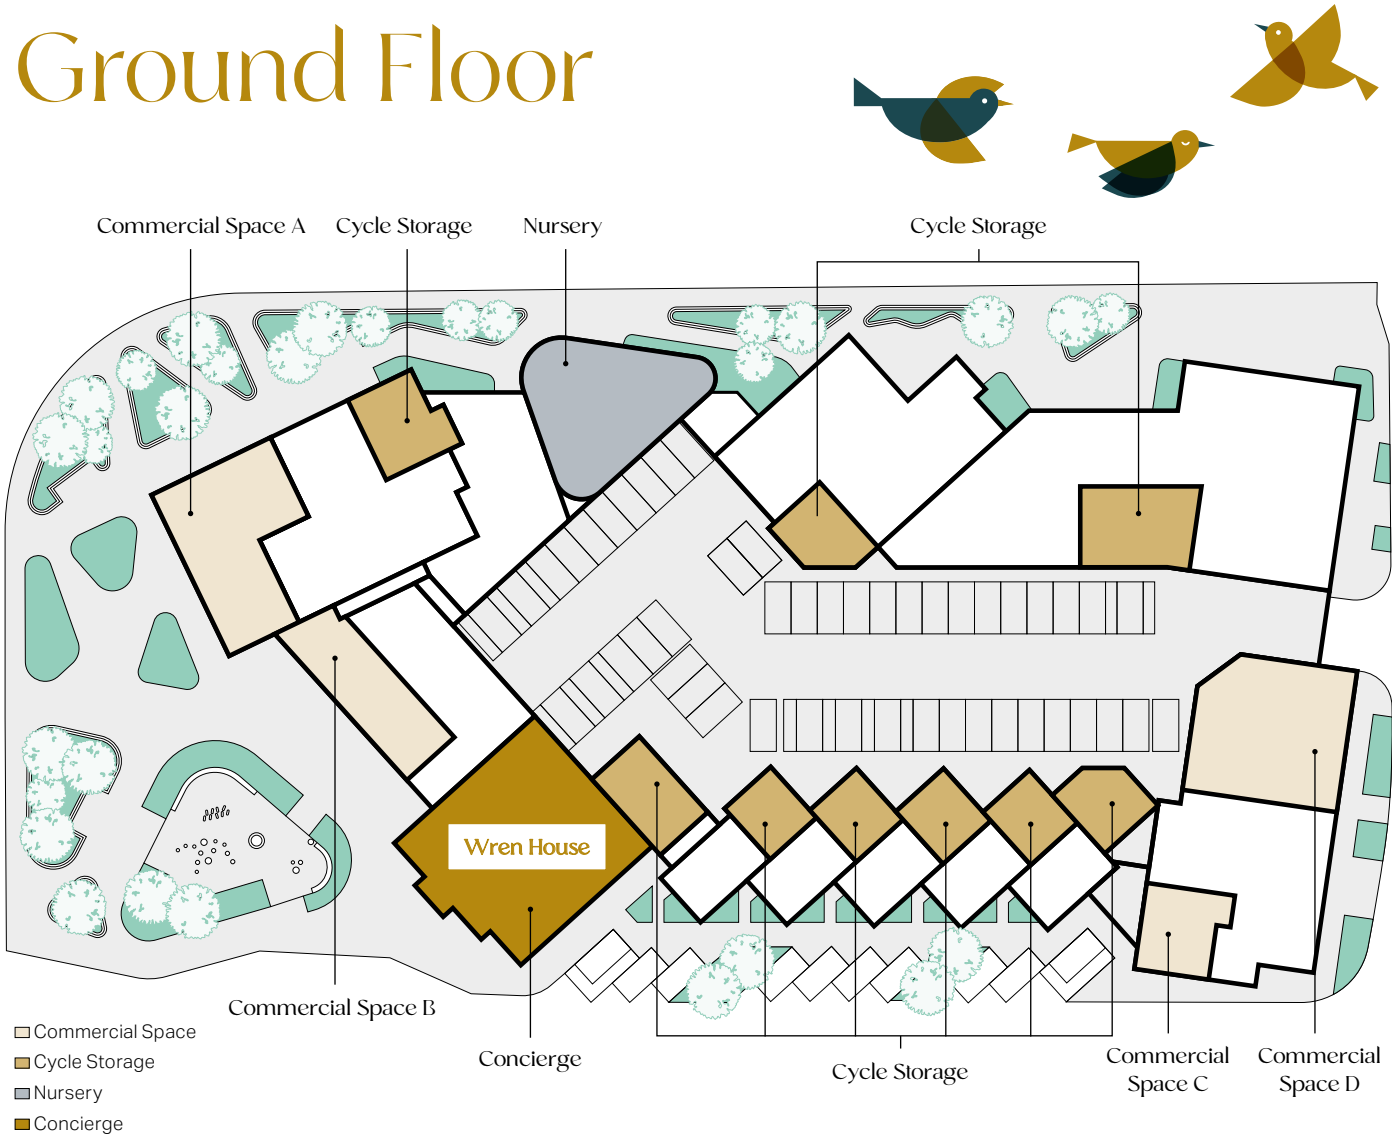 Ground Floor
Commercial Space A
Cycle Storage
Nursery
Cycle Storage
Wren House
Commercial Space B
Concierge
Cycle Storage
Commercial
Space C
Commercial
Space D
Commercial Space
Cycle Storage
Nursery
Concierge